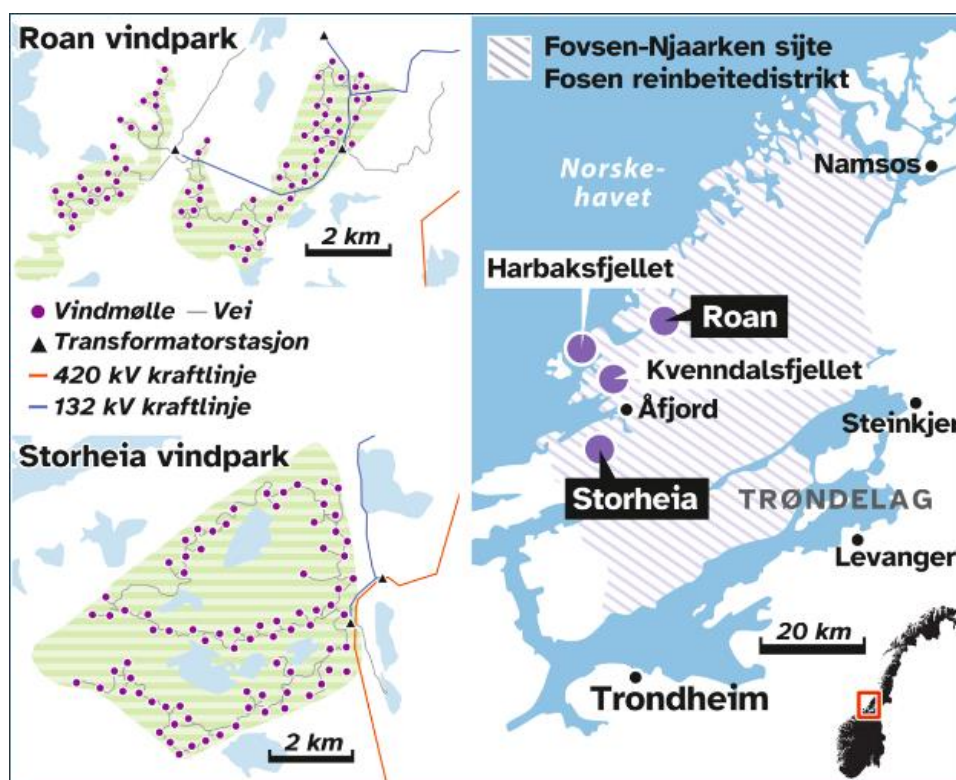 Roan vindpark
2 km
Vindmølle — Vei
Transformatorstasjon
420 kV kraftlinje
132 kV kraftlinje
Storheia vindpark
2 km
Fovsen-Njaarken sijte
Fosen reinbeitedistrikt
Norske-
havet
Namsos
Harbaksfjellet
Roan
Kvenndalsfjellet
Åfjord
Steinkjer
Storheia
TRØNDELAG
Levanger
20 km
Trondheim